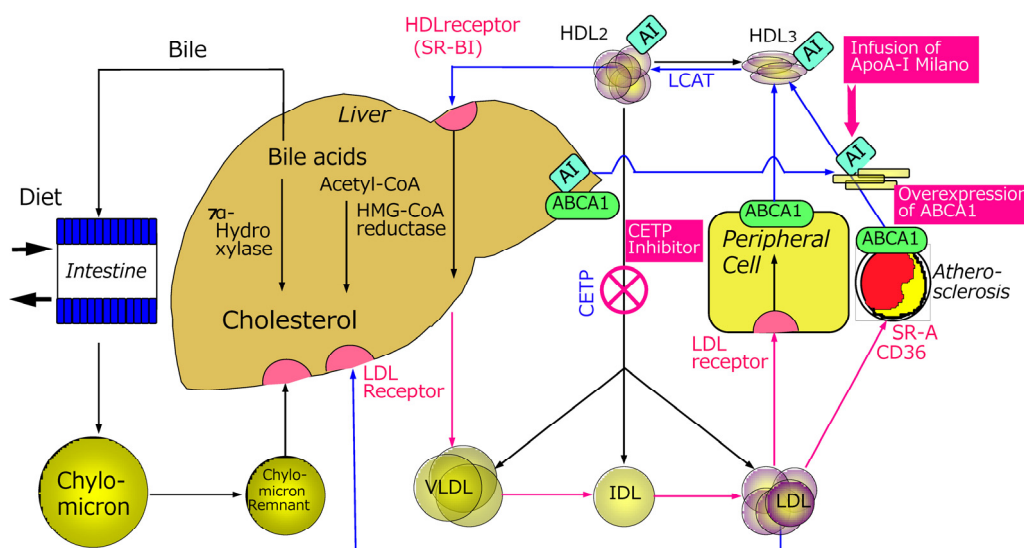 Bile
HDLreceptor
(SR-BI)
HDL2
AI
HDL3
AI
Infusion of
ApoA-I Milano
LCAT
Liver
Bile acids
Acetyl-CoA
HMG-CoA
reductase
7α-
Hydro
xylase
Cholesterol
AI
ABCA1
AI
Overexpression
of ABCA1
Diet
Intestine
CETP
Inhibitor
CETP
ABCA1
Peripheral
Cell
ABCA1
Athero-
sclerosis
SR-A
CD36
LDL
Receptor
LDL
receptor
Chylo-
micron
Chylo-
micron
Remnant
VLDL
IDL
LDL